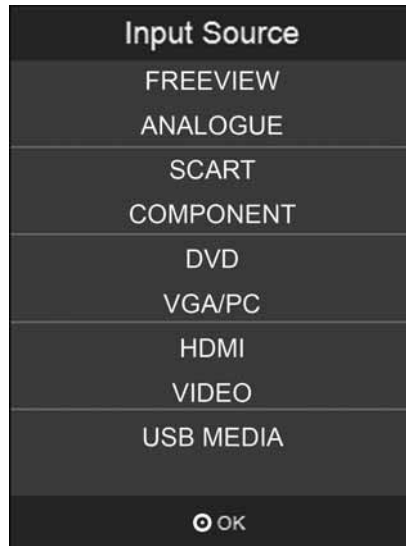 Input Source
FREEVIEW
ANALOGUE
SCART
COMPONENT
DVD
VGA/PC
HDMI
VIDEO
USB MEDIA
OK